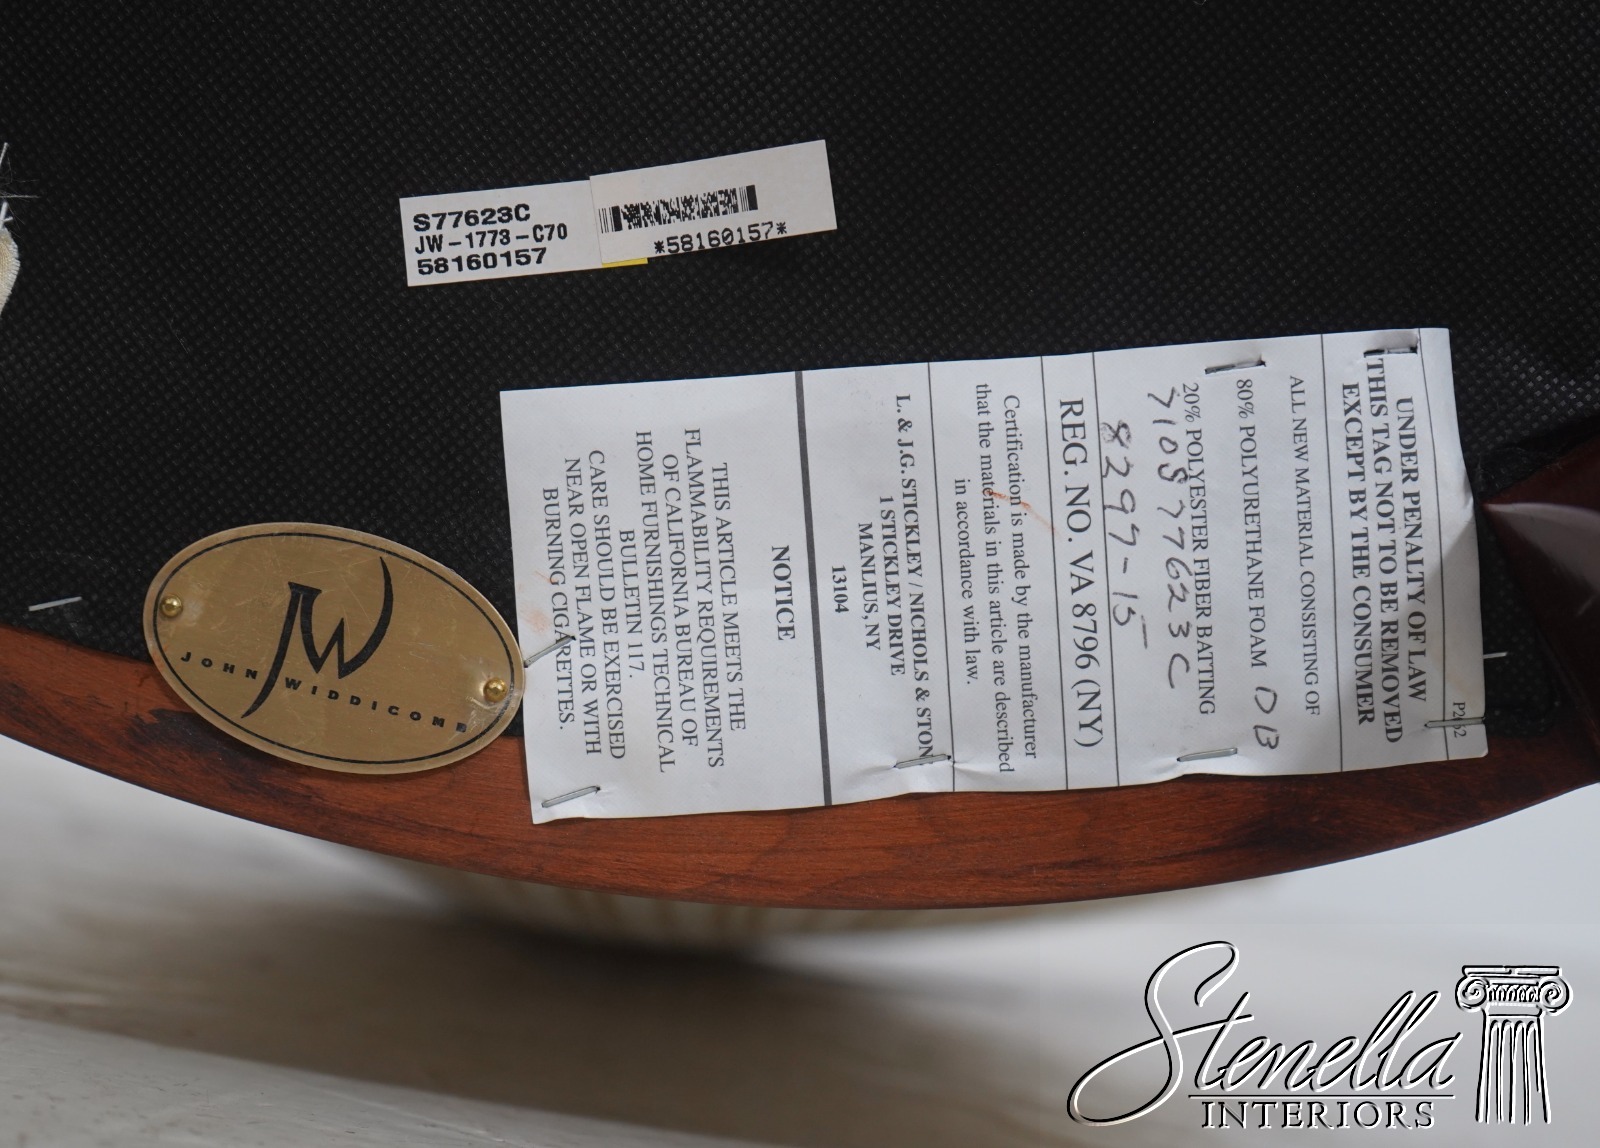 S77623C
JW-1773-C70
58160157
*58160157*
JW
JOHN WIDDICOMB
P2462
UNDER PENALTY OF LAW
THIS TAG NOT TO BE REMOVED
EXCEPT BY THE CONSUMER
ALL NEW MATERIAL CONSISTING OF
80% POLYURETHANE FOAM DB
20% POLYESTER FIBER BATTING
710S77623C
8297-15
REG. NO. VA 8796 (NY)
Certification is made by the manufacturer
that the materials in this article are described
in accordance with law.
L. & J.G. STICKLEY / NICHOLS & STON
1 STICKLEY DRIVE
MANLIUS, NY
13104
NOTICE
THIS ARTICLE MEETS THE
FLAMMABILITY REQUIREMENTS
OF CALIFORNIA BUREAU OF
HOME FURNISHINGS TECHNICAL
BULLETIN 117.
CARE SHOULD BE EXERCISED
NEAR OPEN FLAME OR WITH
BURNING CIGARETTES.
Stenella
INTERIORS